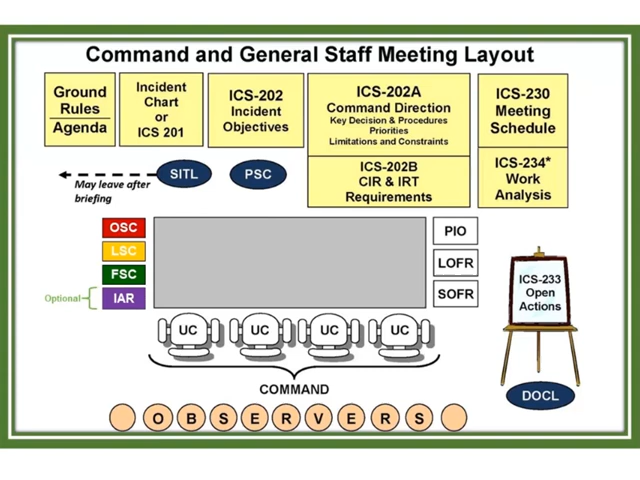 Command and General Staff Meeting Layout
Ground
Rules
Agenda
Incident
Chart
or
ICS 201
ICS-202
Incident
Objectives
ICS-202A
Command Direction
Key Decision & Procedures
Priorities
Limitations and Constraints
ICS-202B
CIR & IRT
Requirements
ICS-230
Meeting
Schedule
ICS-234*
Work
Analysis
May leave after
briefing
SITL
PSC
OSC
LSC
FSC
Optional
IAR
PIO
LOFR
SOFR
ICS-233
Open
Actions
DOCL
UC UC UC UC
COMMAND
O B S E R V E R S